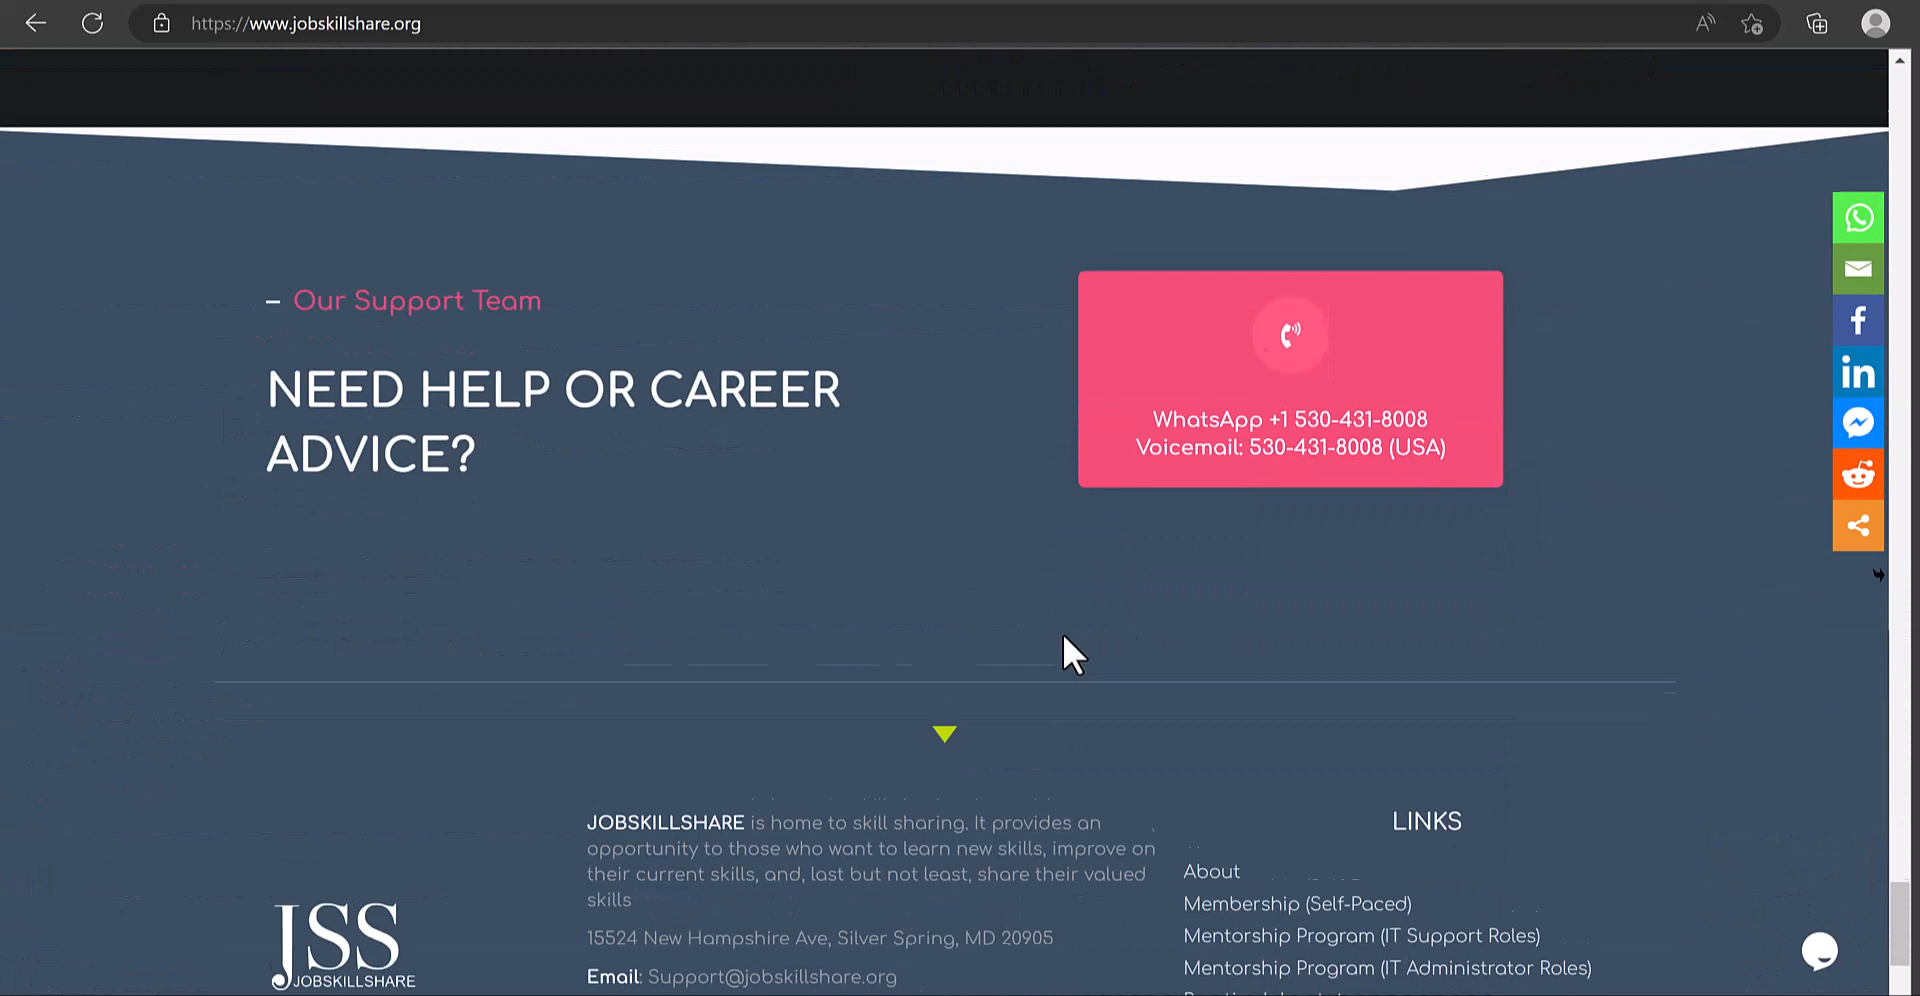 https://www.jobskillshare.org
– Our Support Team
NEED HELP OR CAREER
ADVICE?
WhatsApp +1 530-431-8008
Voicemail: 530-431-8008 (USA)
JOBSKILLSHARE is home to skill sharing. It provides an
opportunity to those who want to learn new skills, improve on
their current skills, and, last but not least, share their valued
skills
15524 New Hampshire Ave, Silver Spring, MD 20905
Email: Support@jobskillshare.org
JSS
JOBSKILLSHARE
LINKS
About
Membership (Self-Paced)
Mentorship Program (IT Support Roles)
Mentorship Program (IT Administrator Roles)